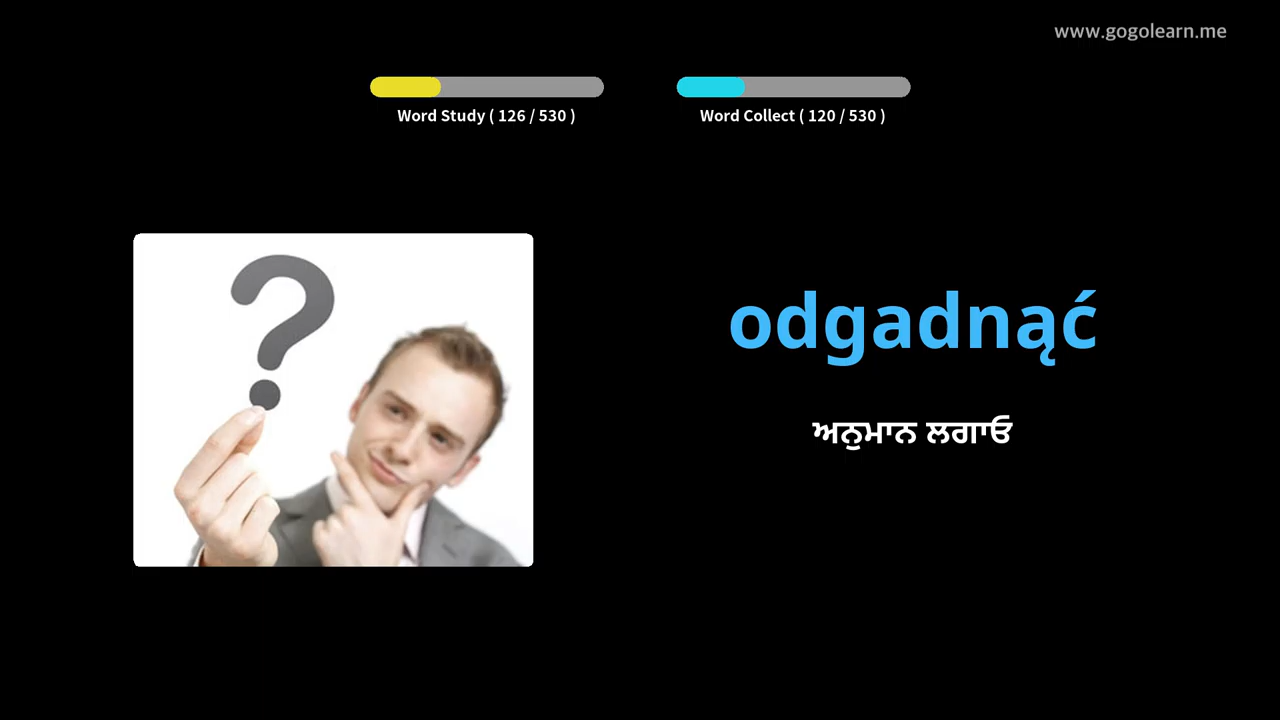 www.gogolearn.me
Word Study ( 126 / 530 )
Word Collect ( 120 / 530 )
?
odgadnąć
ਅਨੁਮਾਨ ਲਗਾਓ